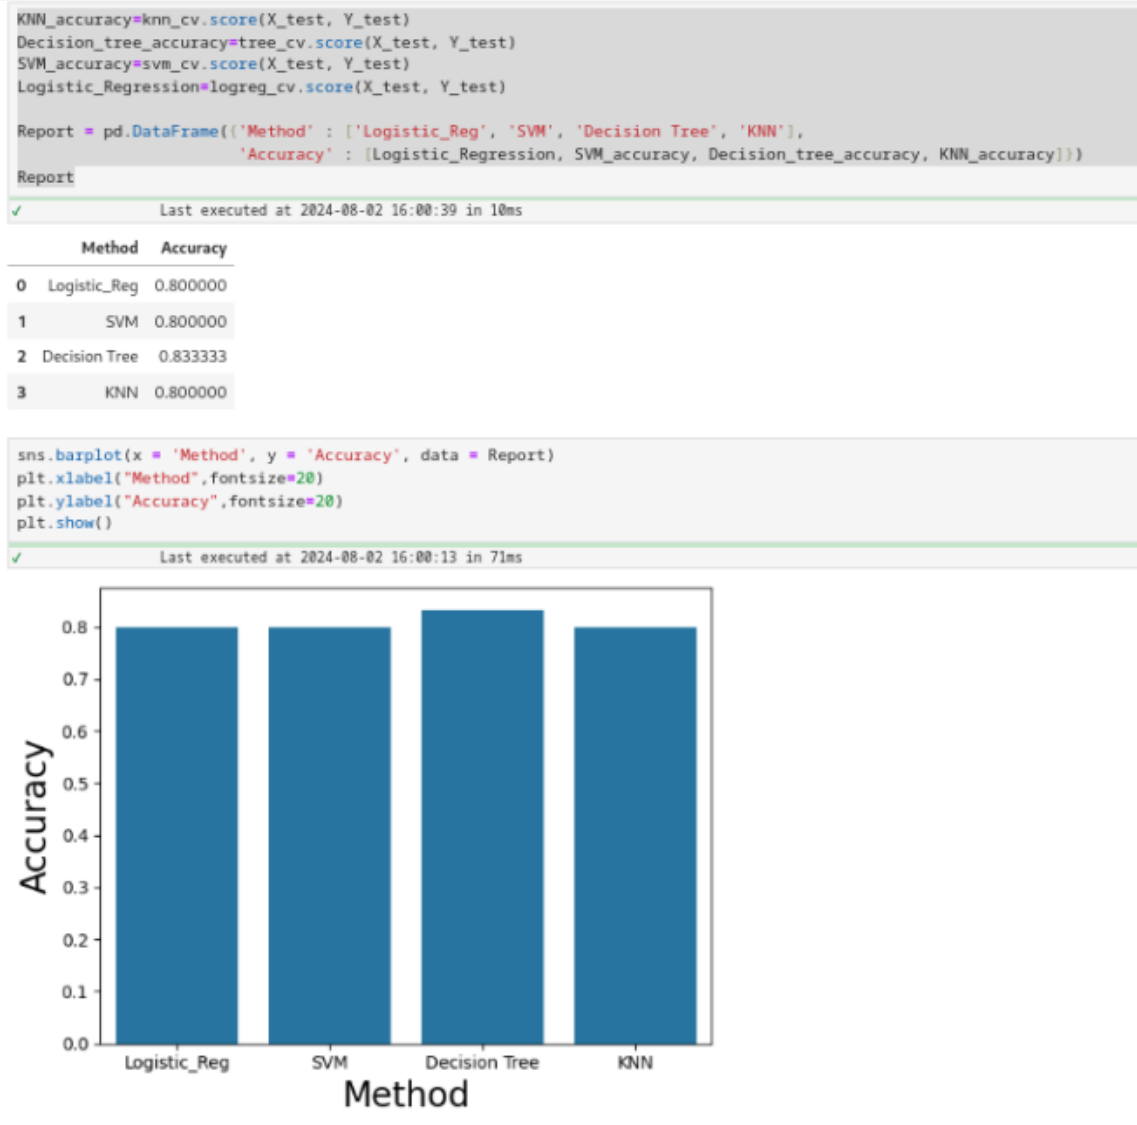 KNN_accuracy=knn_cv.score(X_test, Y_test)
Decision_tree_accuracy=tree_cv.score(X_test, Y_test)
SVM_accuracy=svm_cv.score(X_test, Y_test)
Logistic_Regression=logreg_cv.score(X_test, Y_test)
Report = pd.DataFrame({'Method' : ['Logistic_Reg', 'SVM', 'Decision Tree', 'KNN'],
'Accuracy' : [Logistic_Regression, SVM_accuracy, Decision_tree_accuracy, KNN_accuracy]})
Report
✓ Last executed at 2024-08-02 16:00:39 in 10ms
Method Accuracy
0 Logistic_Reg 0.800000
1 SVM 0.800000
2 Decision Tree 0.833333
3 KNN 0.800000
sns.barplot(x = 'Method', y = 'Accuracy', data = Report)
plt.xlabel("Method",fontsize=20)
plt.ylabel("Accuracy",fontsize=20)
plt.show()
✓ Last executed at 2024-08-02 16:00:13 in 71ms
0.8
0.7
0.6
0.5
0.4
0.3
0.2
0.1
0.0
Accuracy
Logistic_Reg SVM Decision Tree KNN
Method